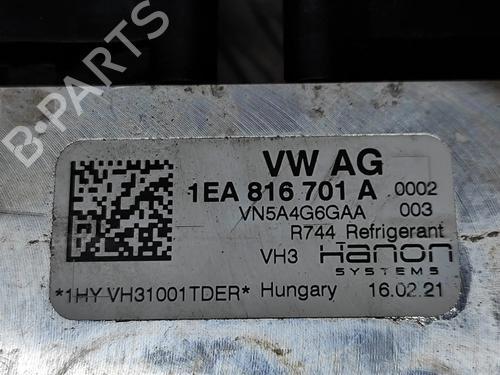 VW AG
1EA 816 701 A 0002
VN5A4G6GAA 003
R744 Refrigerant
VH3 Hanon
SYSTEMS
*1HY VH31001TDER* Hungary 16.02.21
B-PARTS